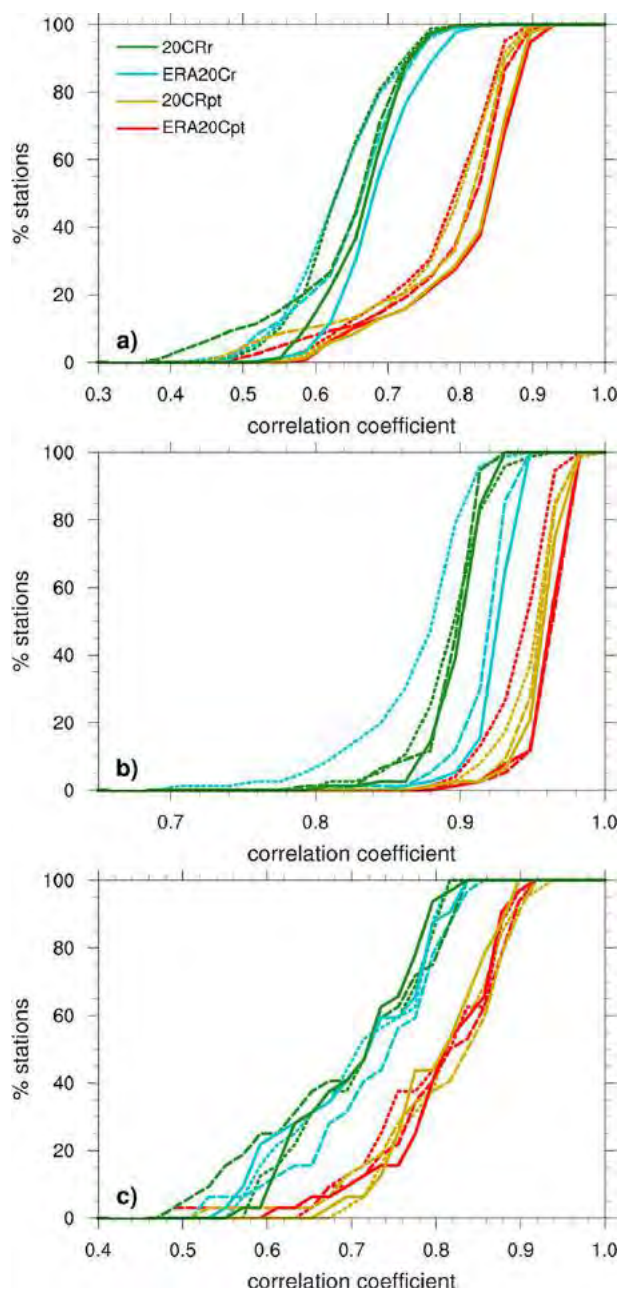 100
80
60
40
20
0
% stations
20CRr
ERA20Cr
20CRpt
ERA20Cpt
a)
0.3 0.4 0.5 0.6 0.7 0.8 0.9 1.0
correlation coefficient
100
80
60
40
20
0
% stations
b)
0.7 0.8 0.9 1.0
correlation coefficient
100
80
60
40
20
0
% stations
c)
0.4 0.5 0.6 0.7 0.8 0.9 1.0
correlation coefficient